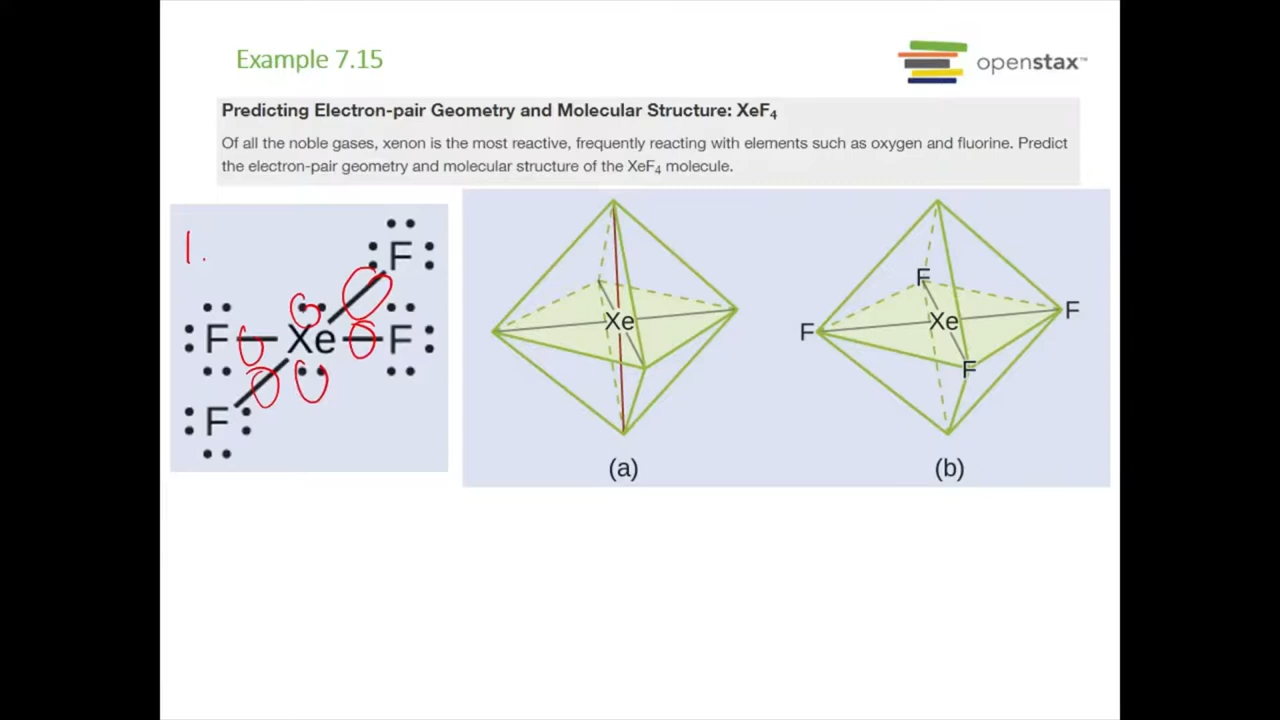 Example 7.15
openstax™
Predicting Electron-pair Geometry and Molecular Structure: XeF₄
Of all the noble gases, xenon is the most reactive, frequently reacting with elements such as oxygen and fluorine. Predict
the electron-pair geometry and molecular structure of the XeF₄ molecule.
1.
F
F Xe F
F
Xe
(a)
F
F Xe F
F
(b)